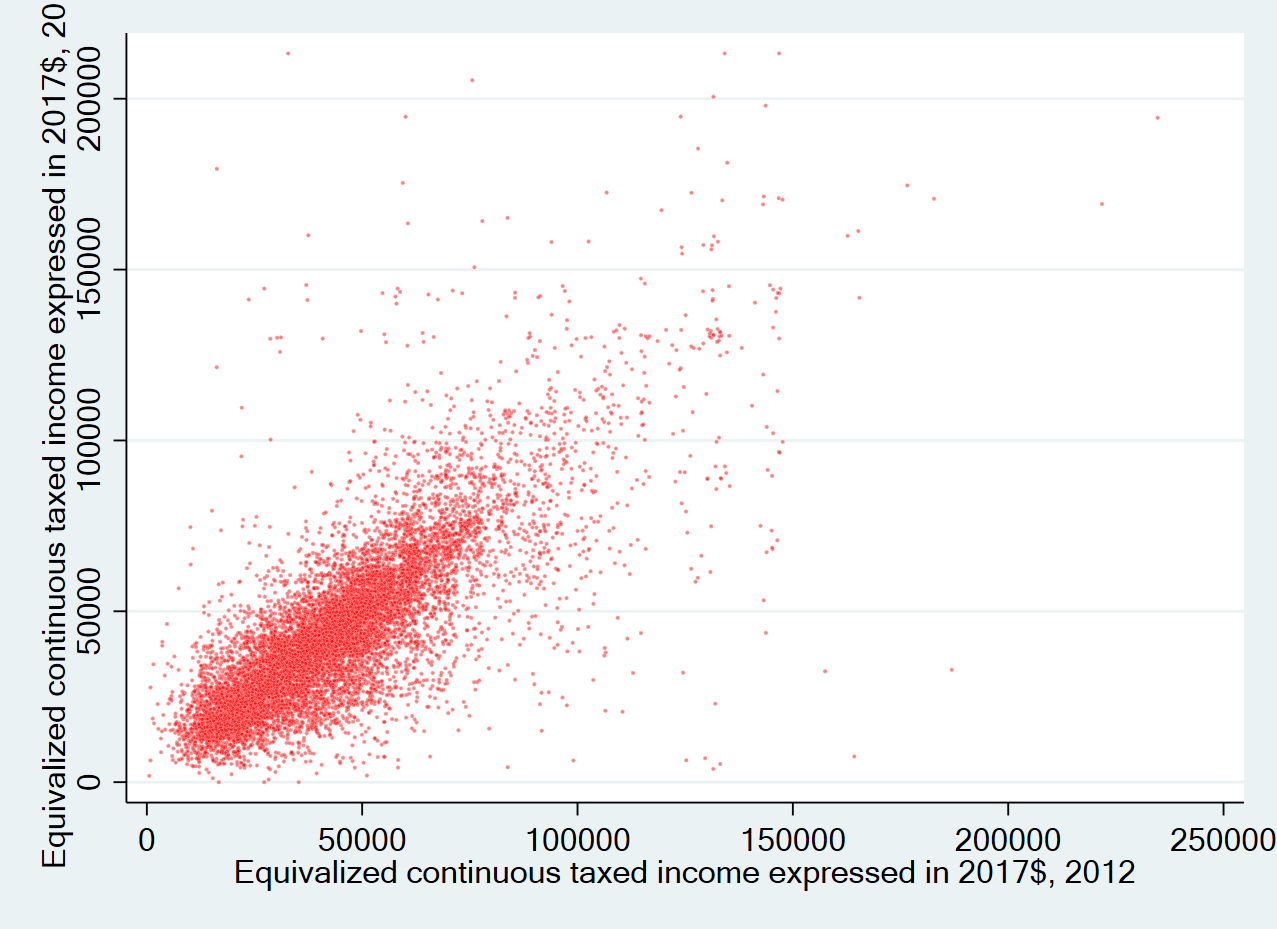 Equivalized continuous taxed income expressed in 2017$, 20
200000
150000
100000
50000
0
0 50000 100000 150000 200000 250000
Equivalized continuous taxed income expressed in 2017$, 2012